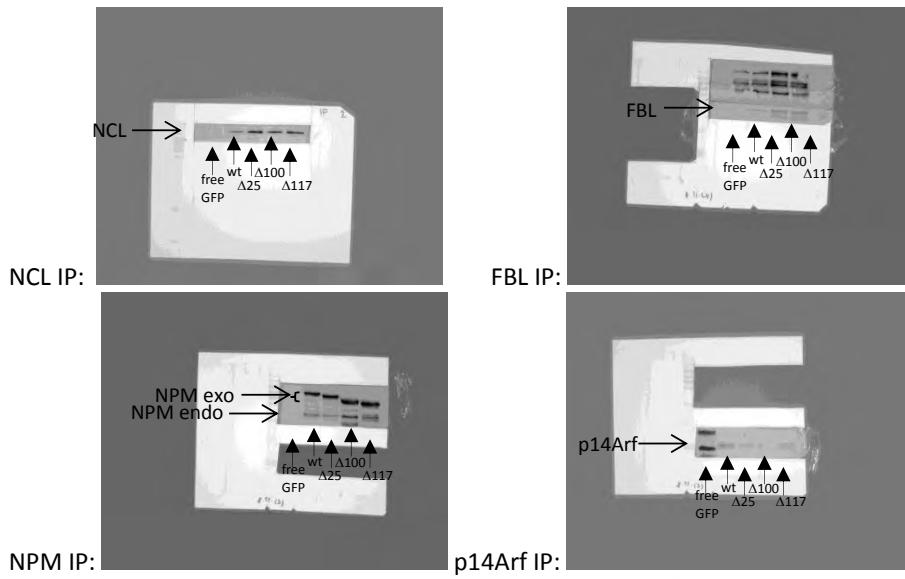 NCL
free
GFP
wt
Δ25
Δ100
Δ117
IP 2
NCL IP:
FBL
free
GFP
wt
Δ25
Δ100
Δ117
FBL IP:
NPM exo
NPM endo
free
GFP
wt
Δ25
Δ100
Δ117
NPM IP:
p14Arf
free
GFP
wt
Δ25
Δ100
Δ117
p14Arf IP: